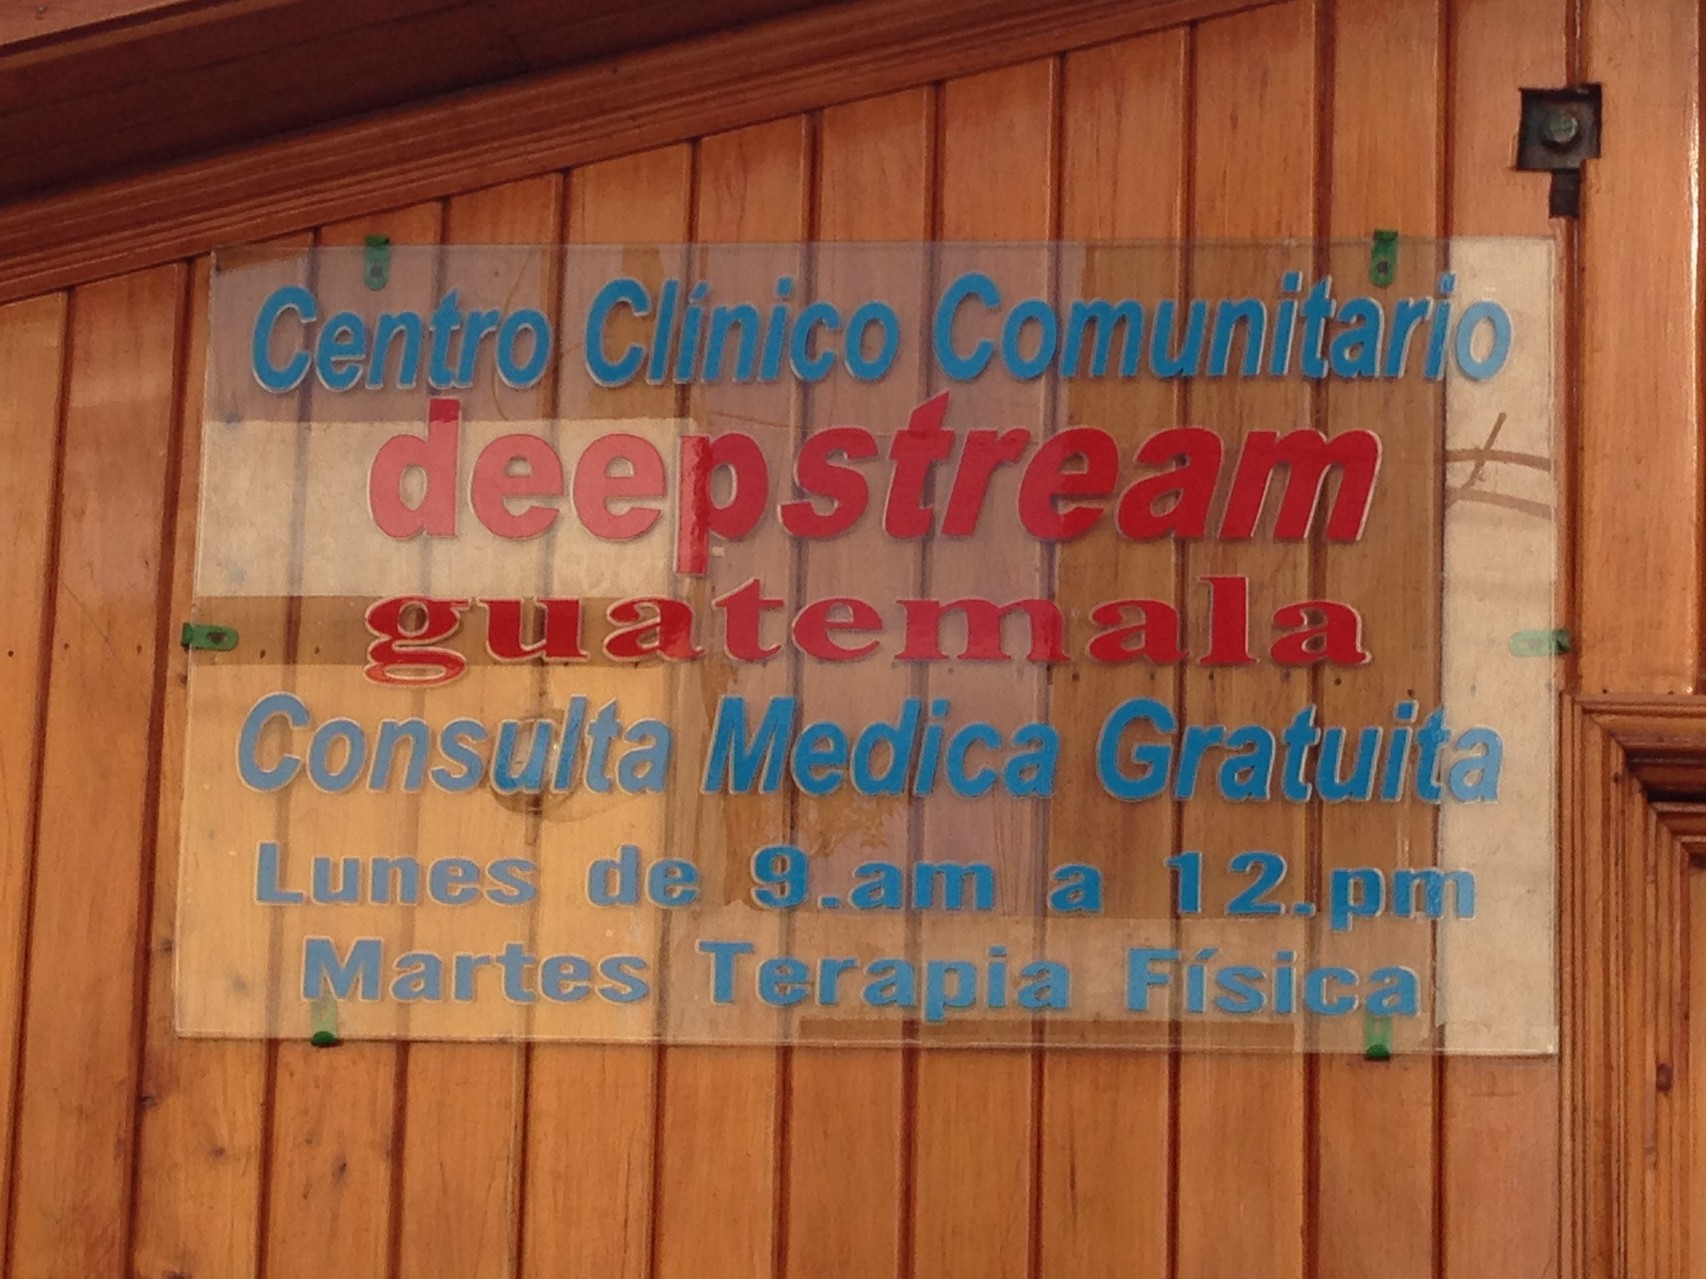 Centro Clínico Comunitario
deepstream
guatemala
Consulta Medica Gratuita
Lunes de 9.am a 12.pm
Martes Terapia Física